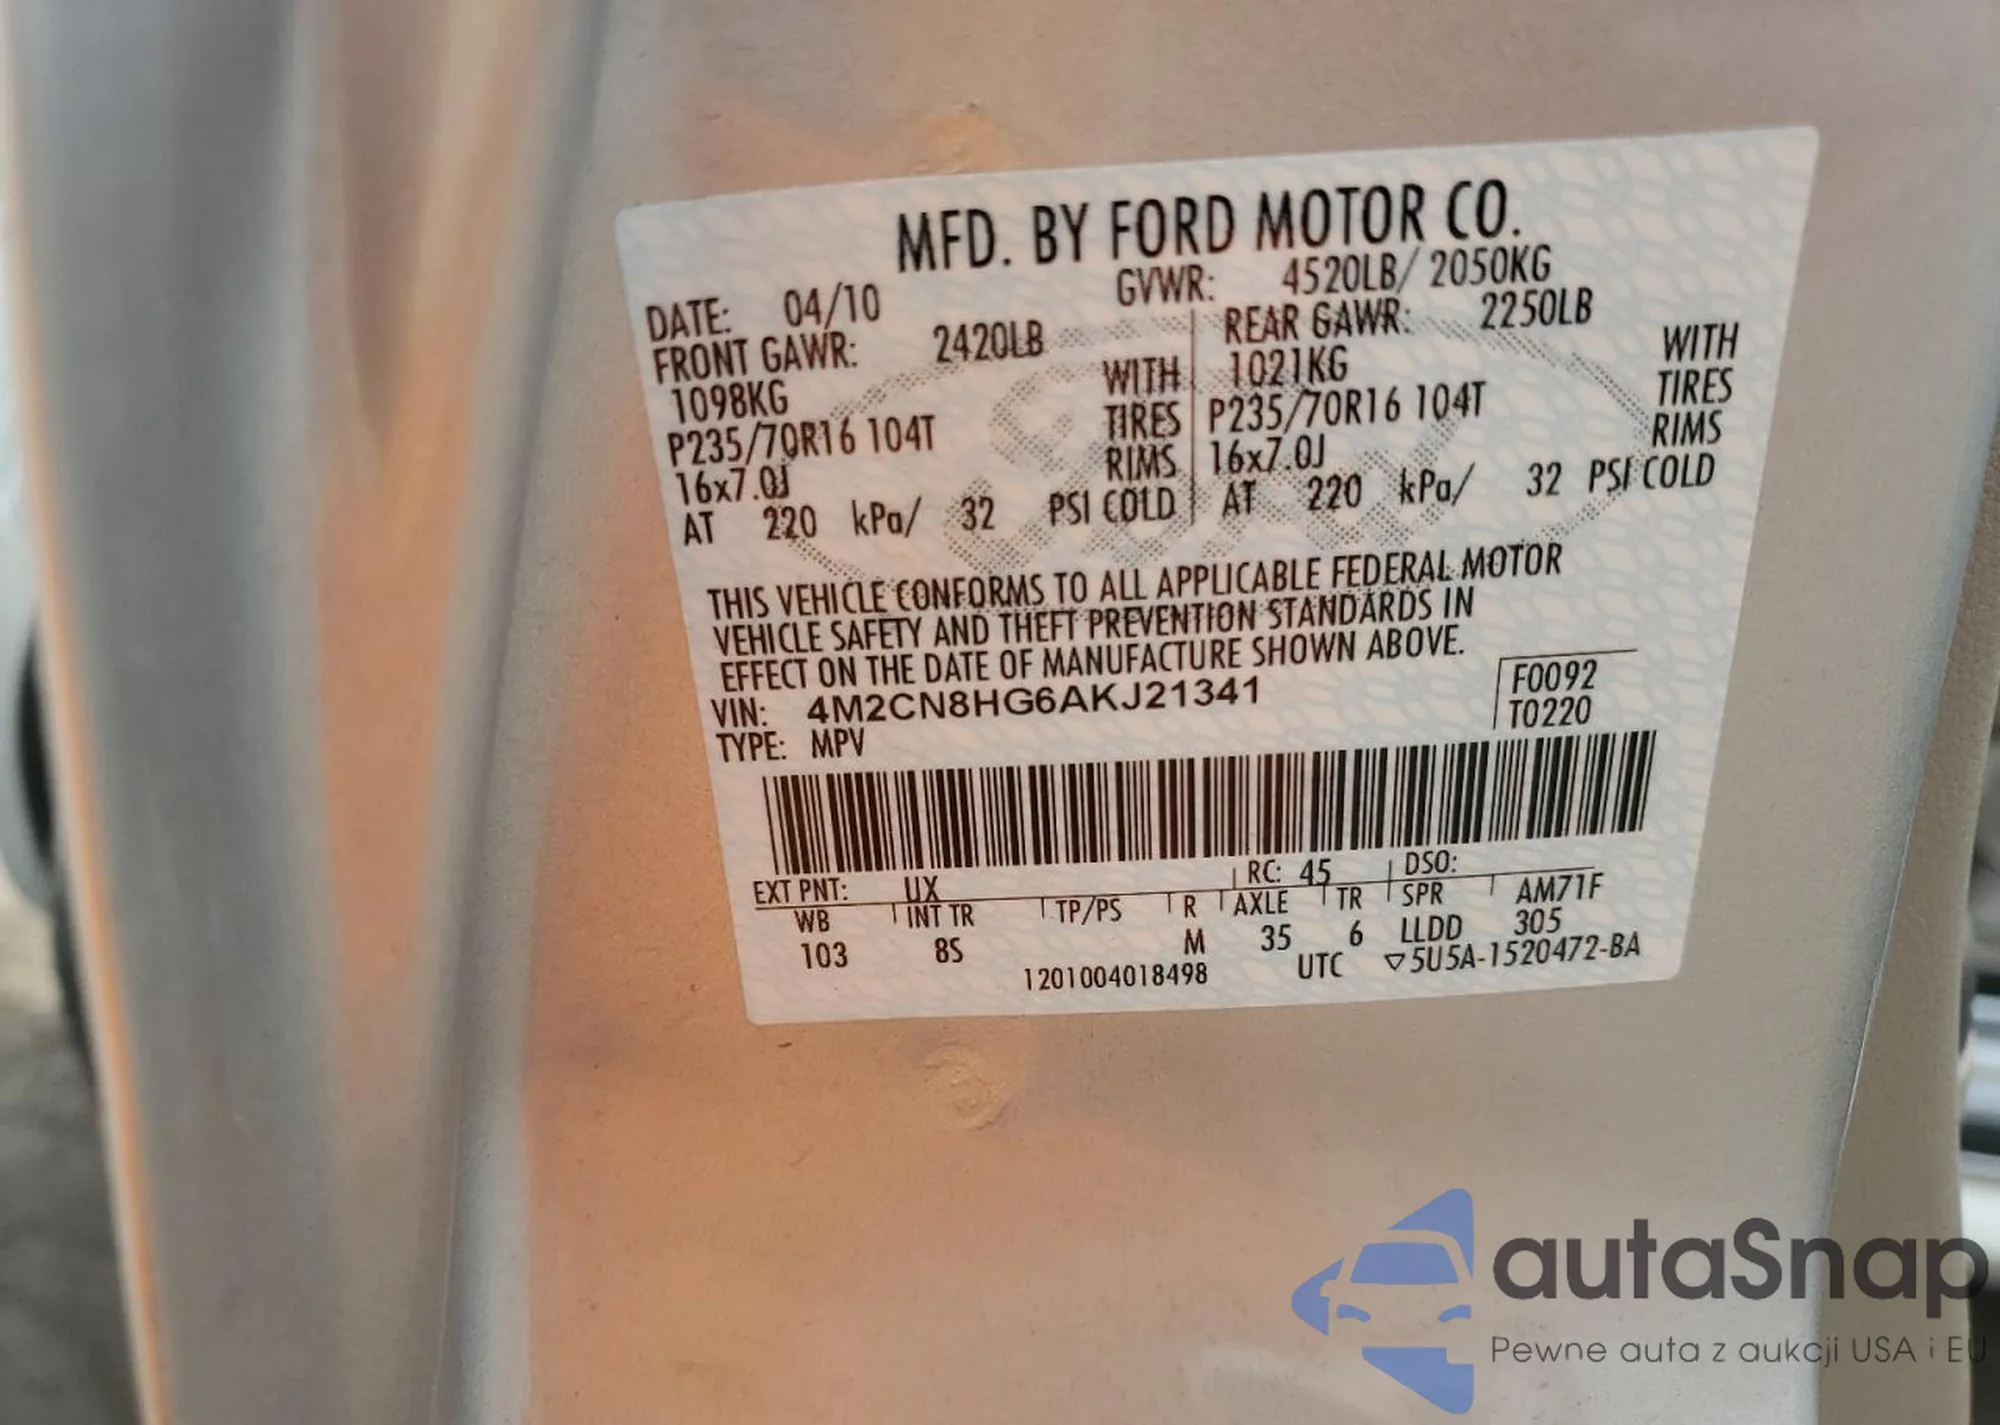 MFD. BY FORD MOTOR CO.
DATE: 04/10 GVWR: 4520LB/ 2050KG
FRONT GAWR: 2420LB REAR GAWR: 2250LB
1098KG WITH 1021KG WITH
P235/70R16 104T TIRES P235/70R16 104T TIRES
16x7.0J RIMS 16x7.0J RIMS
AT 220 kPa/ 32 PSI COLD AT 220 kPa/ 32 PSI COLD
THIS VEHICLE CONFORMS TO ALL APPLICABLE FEDERAL MOTOR
VEHICLE SAFETY AND THEFT PREVENTION STANDARDS IN
EFFECT ON THE DATE OF MANUFACTURE SHOWN ABOVE.
VIN: 4M2CN8HG6AKJ21341 F0092
TYPE: MPV T0220
EXT PNT: UX RC: 45 DSO:
WB INT TR TP/PS R AXLE TR SPR AM71F
103 8S M 35 6 LLDD 305
1201004018498 UTC ▽5U5A-1520472-BA
autaSnap
Pewne auta z aukcji USA i EU